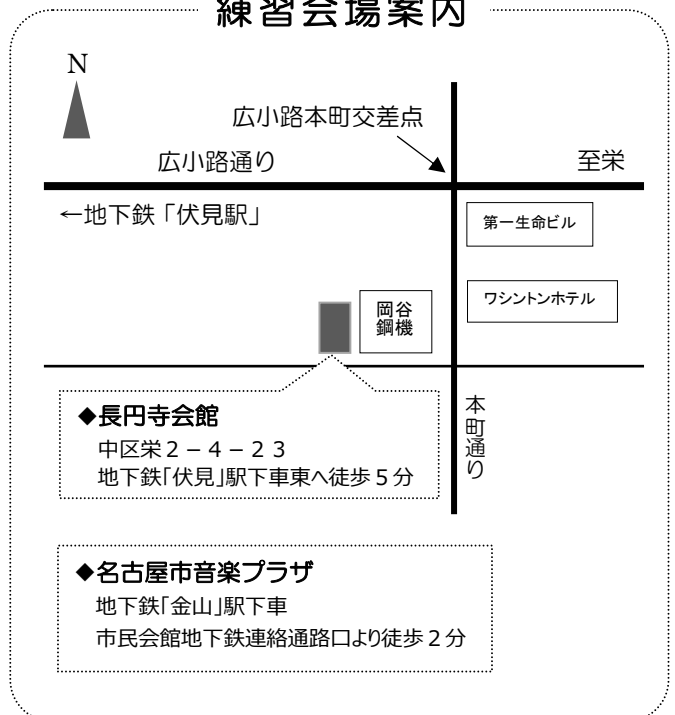 練習会場案内
N
広小路本町交差点
広小路通り
至栄
←地下鉄「伏見駅」
第一生命ビル
ワシントンホテル
岡谷
鋼機
本町通り
◆長円寺会館
中区栄２－４－２３
地下鉄「伏見」駅下車東へ徒歩５分
◆名古屋市音楽プラザ
地下鉄「金山」駅下車
市民会館地下鉄連絡通路口より徒歩２分